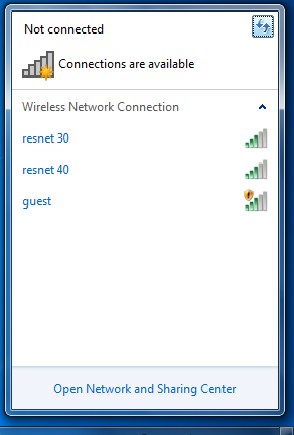 Not connected
Connections are available
Wireless Network Connection
resnet 30
resnet 40
guest
Open Network and Sharing Center